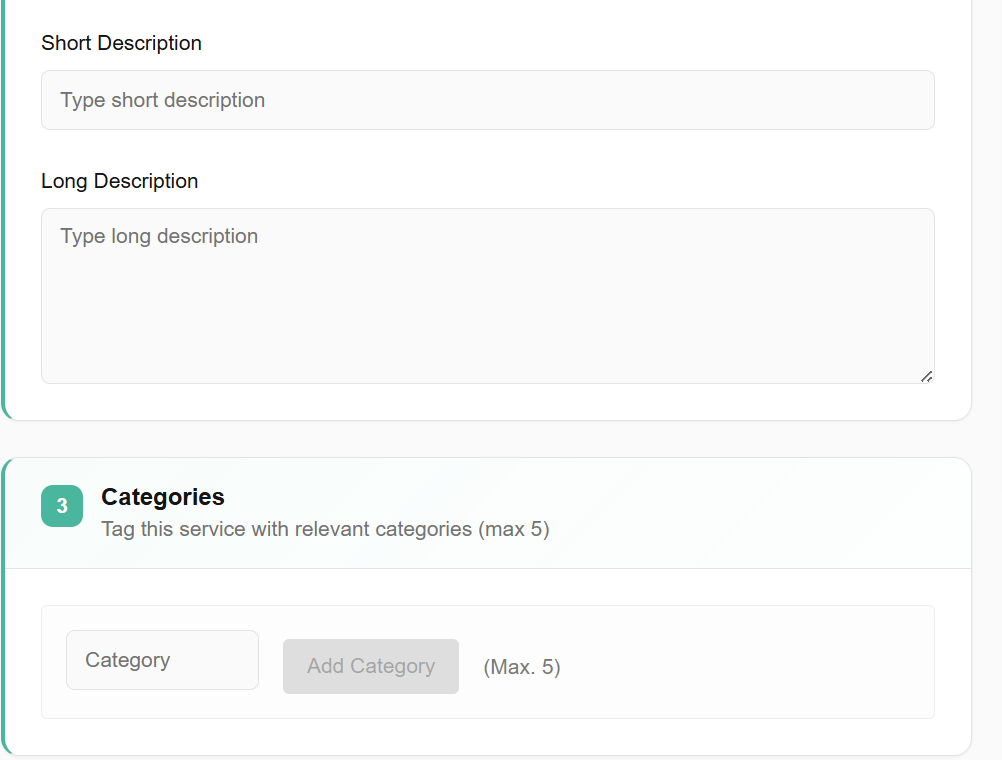 Short Description
Type short description
Long Description
Type long description
3
Categories
Tag this service with relevant categories (max 5)
Category
Add Category
(Max. 5)